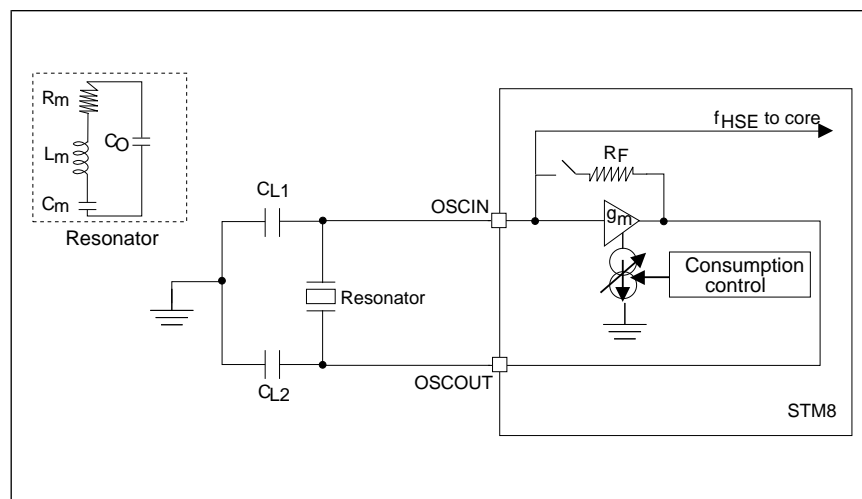 Rm
Lm
Cm
CO
Resonator
CL1
CL2
Resonator
OSCIN
OSCOUT
fHSE to core
RF
gm
Consumption
control
STM8